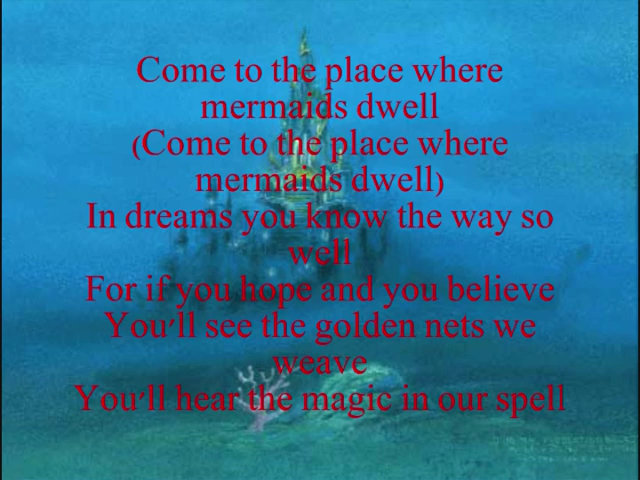 Come to the place where
mermaids dwell
(Come to the place where
mermaids dwell)
In dreams you know the way so
well
For if you hope and you believe
You'll see the golden nets we
weave
You'll hear the magic in our spell